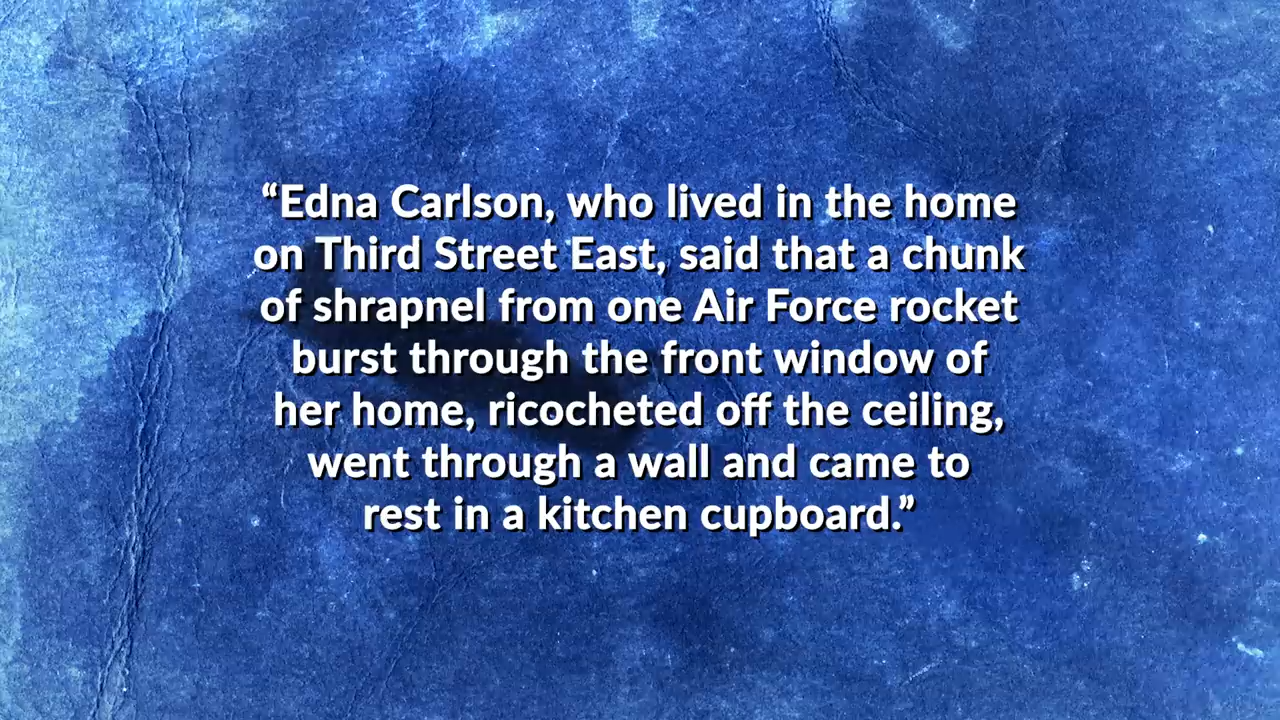 “Edna Carlson, who lived in the home
on Third Street East, said that a chunk
of shrapnel from one Air Force rocket
burst through the front window of
her home, ricocheted off the ceiling,
went through a wall and came to
rest in a kitchen cupboard.”